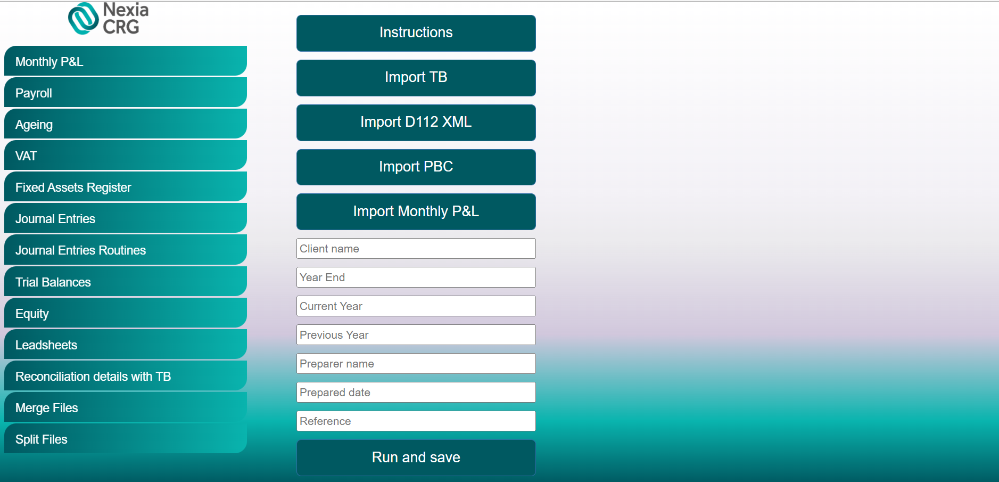 Nexia
CRG
Monthly P&L
Payroll
Ageing
VAT
Fixed Assets Register
Journal Entries
Journal Entries Routines
Trial Balances
Equity
Leadsheets
Reconciliation details with TB
Merge Files
Split Files
Instructions
Import TB
Import D112 XML
Import PBC
Import Monthly P&L
Client name
Year End
Current Year
Previous Year
Preparer name
Prepared date
Reference
Run and save